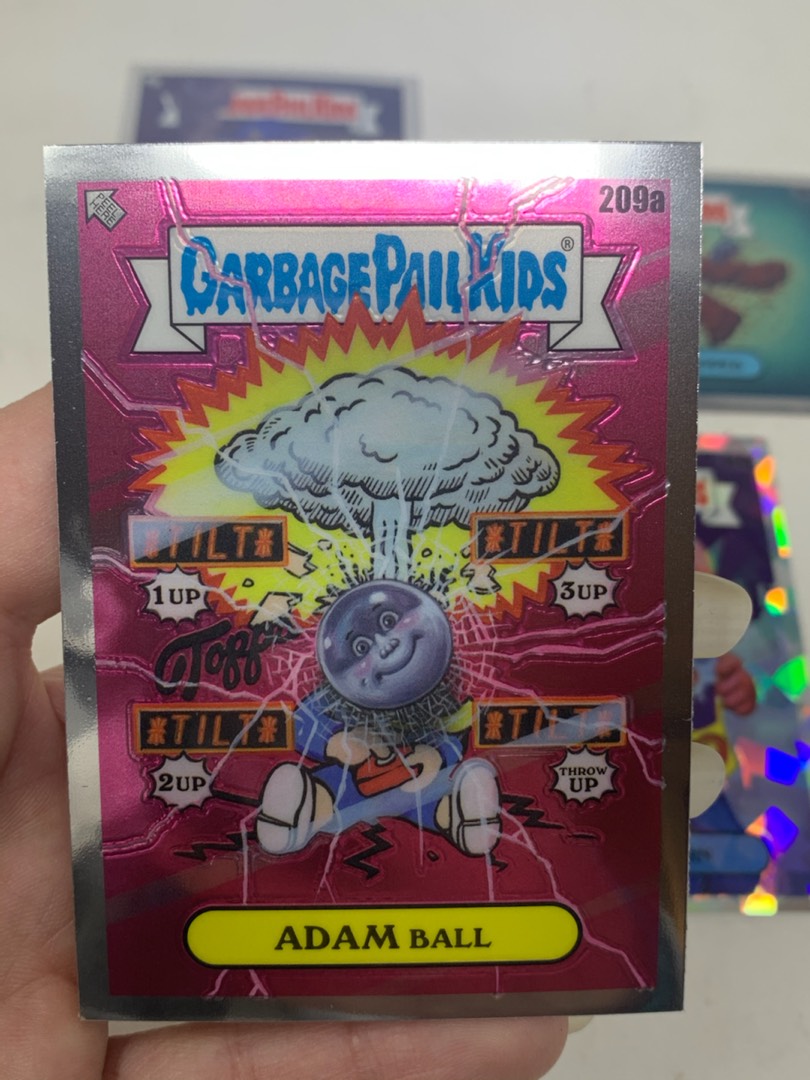 209a
GARBAGE PAIL KIDS®
*TILT*
*TILT*
1UP
3UP
Topps
*TILT*
*TILT*
2UP
THROW
UP
ADAM BALL